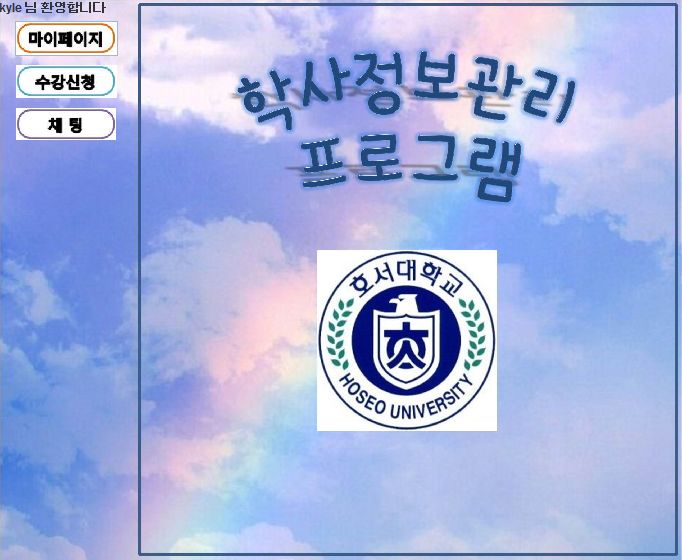 kyle 님 환영합니다
마이페이지
수강신청
채 팅
학사정보관리
프로그램
호서대학교
HOSEO UNIVERSITY